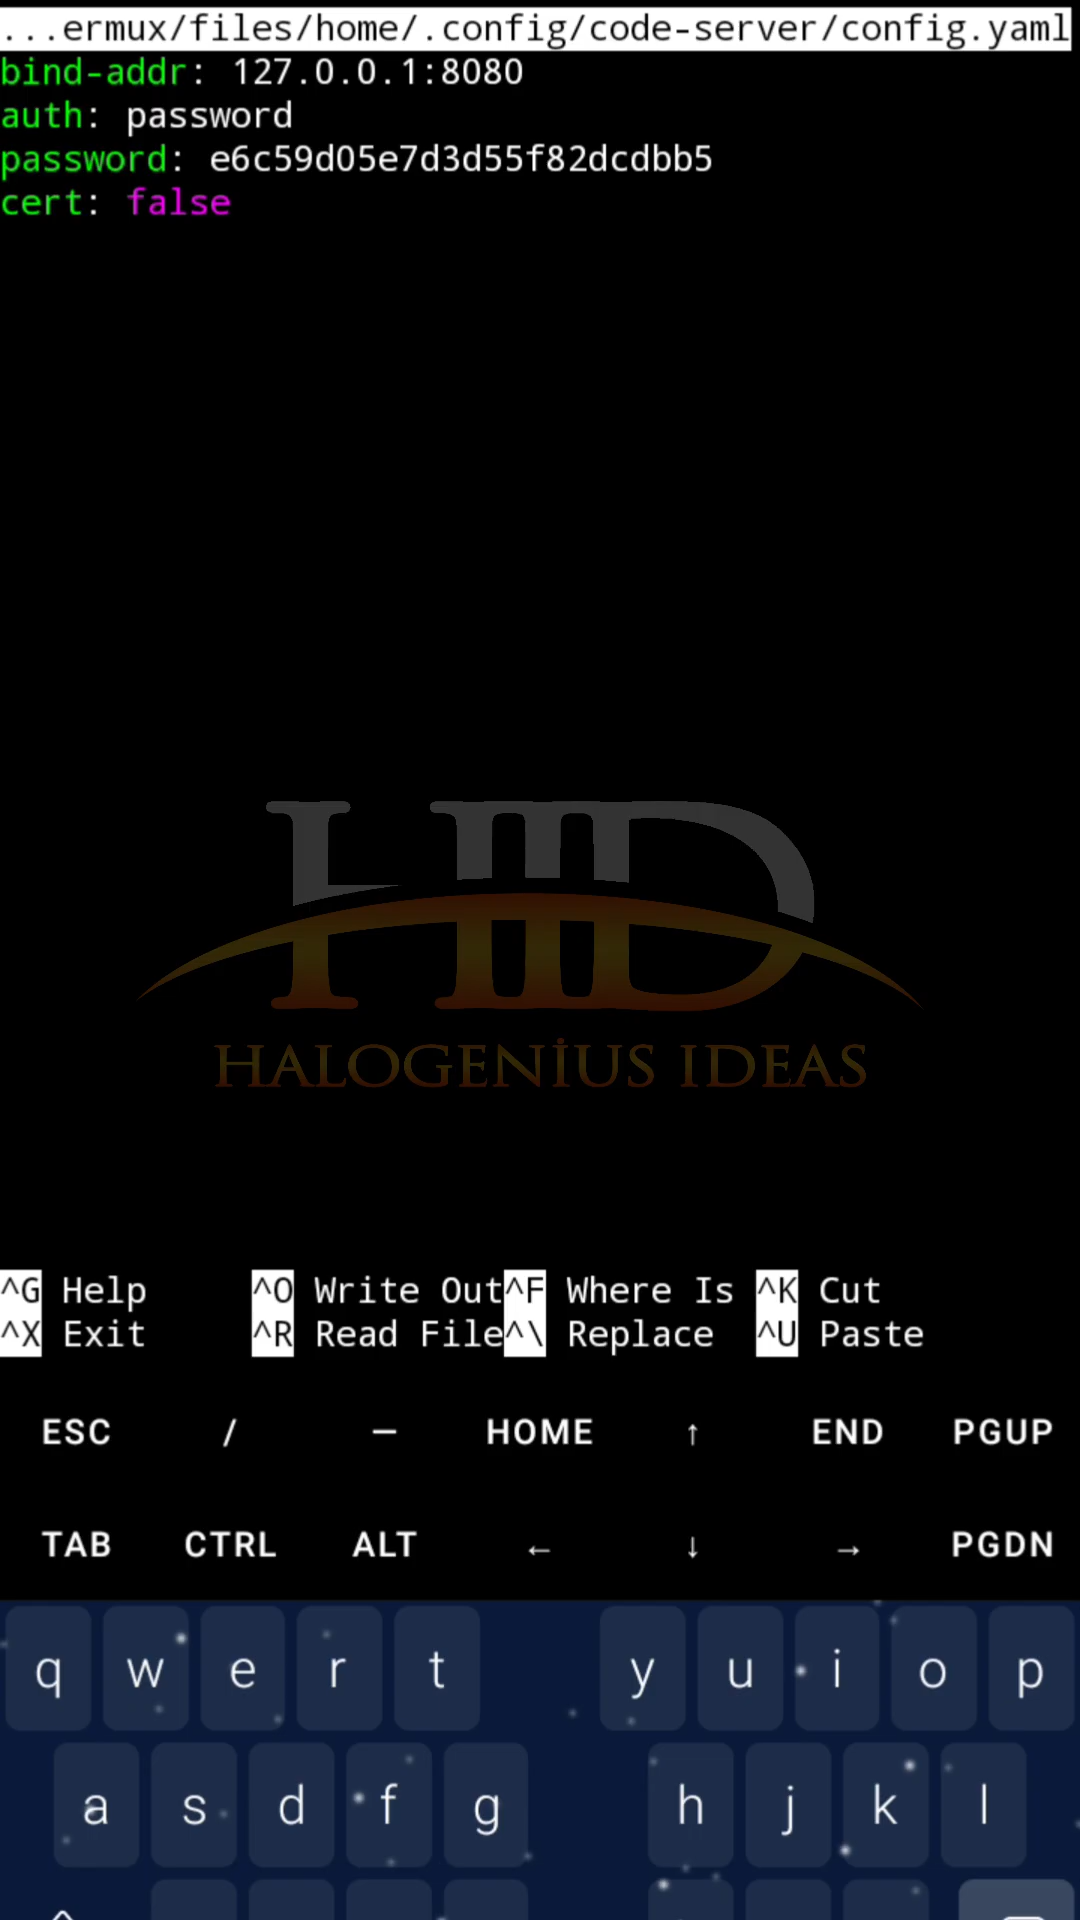 ...ermux/files/home/.config/code-server/config.yaml
bind-addr: 127.0.0.1:8080
auth: password
password: e6c59d05e7d3d55f82dcdbb5
cert: false
HD
HALOGENİUS IDEAS
^G Help ^O Write Out ^F Where Is ^K Cut
^X Exit ^R Read File ^\ Replace ^U Paste
ESC / — HOME ↑ END PGUP
TAB CTRL ALT ← ↓ → PGDN
q w e r t y u i o p
a s d f g h j k l